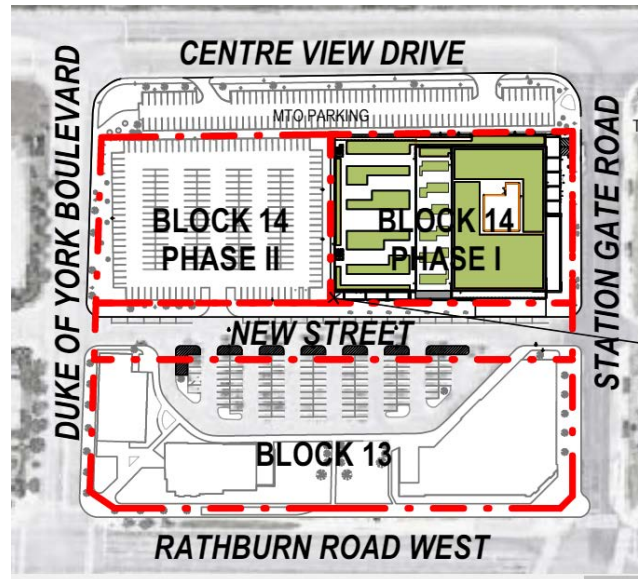 CENTRE VIEW DRIVE
MTO PARKING
DUKE OF YORK BOULEVARD
STATION GATE ROAD
BLOCK 14
PHASE II
BLOCK 14
PHASE I
NEW STREET
BLOCK 13
RATHBURN ROAD WEST